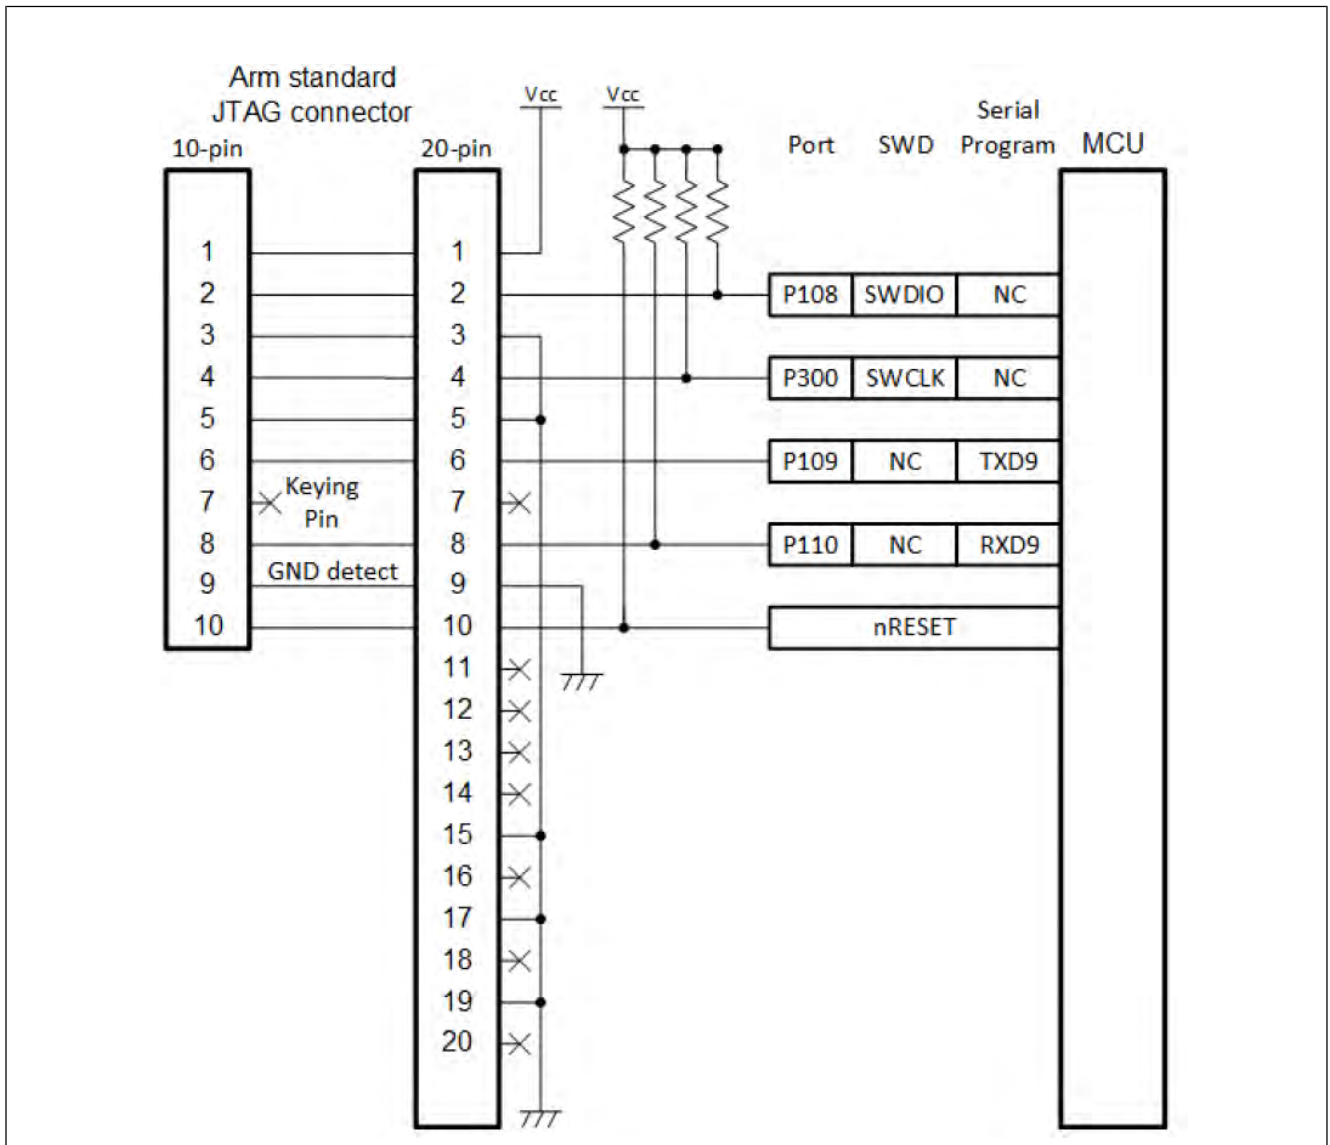 Arm standard
JTAG connector
10-pin
20-pin
Vcc
Vcc
Port
SWD
Serial
Program
MCU
1
1
2
2
P108
SWDIO
NC
3
3
4
4
P300
SWCLK
NC
5
5
6
6
P109
NC
TXD9
7
Keying
Pin
7
8
8
P110
NC
RXD9
GND detect
9
9
10
10
nRESET
11
12
13
14
15
16
17
18
19
20